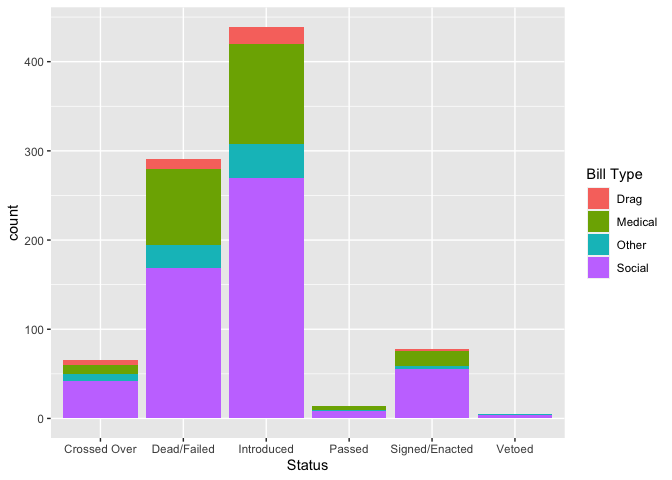 400
300
200
100
0
count
Crossed Over Dead/Failed Introduced Passed Signed/Enacted Vetoed
Status
Bill Type
Drag
Medical
Other
Social